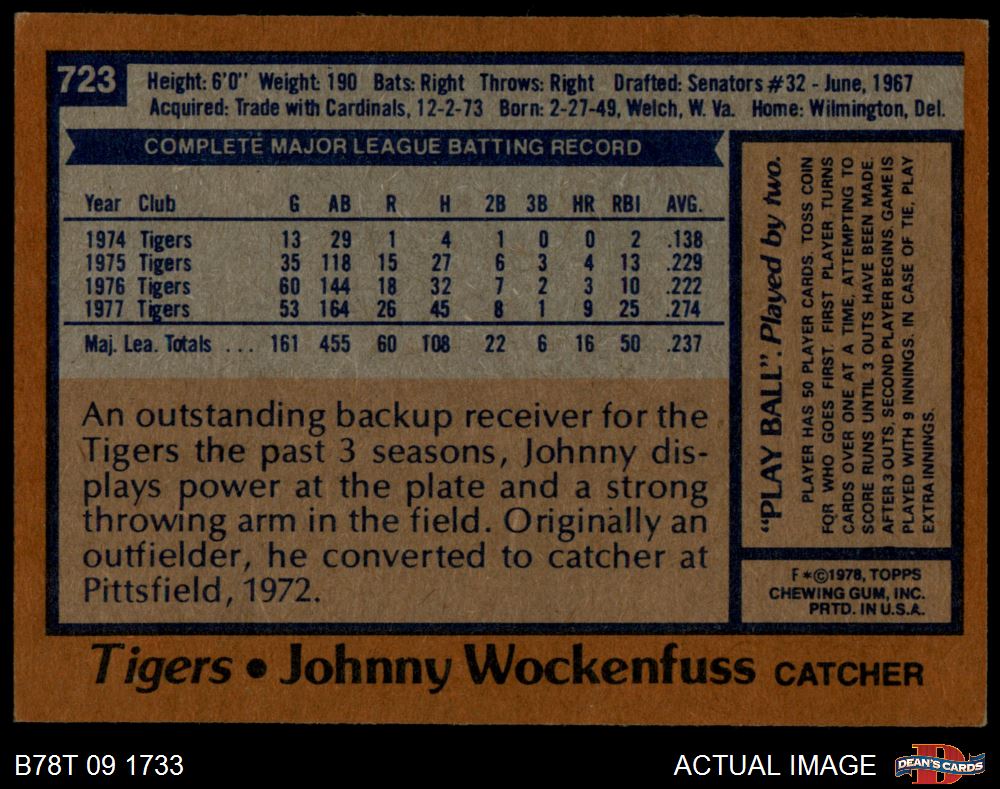 723
Height: 6'0" Weight: 190 Bats: Right Throws: Right Drafted: Senators #32 - June, 1967
Acquired: Trade with Cardinals, 12-2-73 Born: 2-27-49, Welch, W. Va. Home: Wilmington, Del.
COMPLETE MAJOR LEAGUE BATTING RECORD
Year Club G AB R H 2B 3B HR RBI AVG.
1974 Tigers 13 29 1 4 1 0 0 2 .138
1975 Tigers 35 118 15 27 6 3 4 13 .229
1976 Tigers 60 144 18 32 7 2 3 10 .222
1977 Tigers 53 164 26 45 8 1 9 25 .274
Maj. Lea. Totals ... 161 455 60 108 22 6 16 50 .237
An outstanding backup receiver for the
Tigers the past 3 seasons, Johnny dis-
plays power at the plate and a strong
throwing arm in the field. Originally an
outfielder, he converted to catcher at
Pittsfield, 1972.
"PLAY BALL". Played by two.
PLAYER HAS 50 PLAYER CARDS. TOSS COIN
FOR WHO GOES FIRST. FIRST PLAYER TURNS
CARDS OVER ONE AT A TIME, ATTEMPTING TO
SCORE RUNS UNTIL 3 OUTS HAVE BEEN MADE.
AFTER 3 OUTS, SECOND PLAYER BEGINS. GAME IS
PLAYED WITH 9 INNINGS. IN CASE OF TIE, PLAY
EXTRA INNINGS.
F*©1978, TOPPS
CHEWING GUM, INC.
PRTD. IN U.S.A.
Tigers • Johnny Wockenfuss CATCHER
B78T 09 1733
ACTUAL IMAGE
D
DEAN'S CARDS